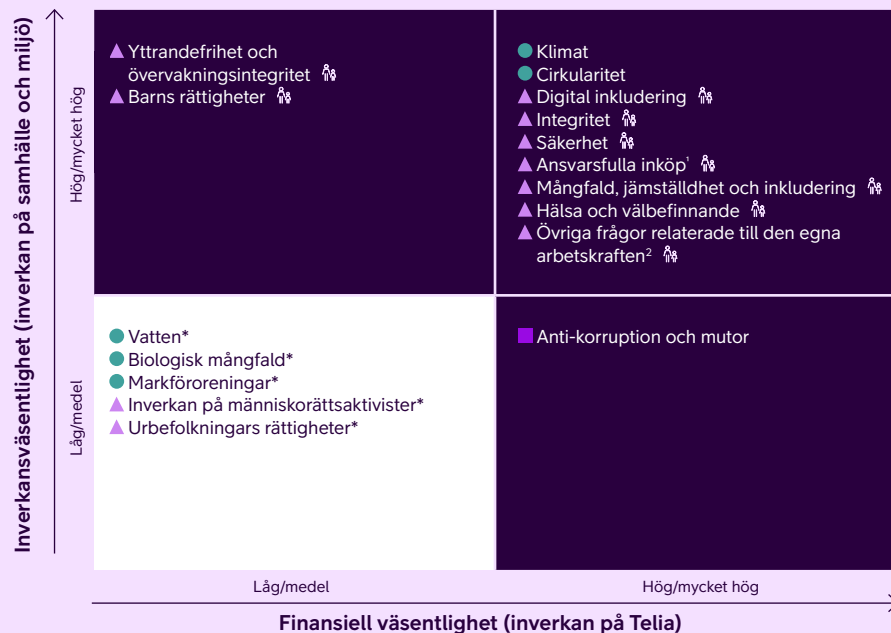 Inverkansväsentlighet (inverkan på samhälle och miljö)
Hög/mycket hög
Låg/medel
Yttrandefrihet och
övervakningsintegritet
Barns rättigheter
Klimat
Cirkularitet
Digital inkludering
Integritet
Säkerhet
Ansvarsfulla inköp¹
Mångfald, jämställdhet och inkludering
Hälsa och välbefinnande
Övriga frågor relaterade till den egna
arbetskraften²
Vatten*
Biologisk mångfald*
Markföroreningar*
Inverkan på människorättsaktivister*
Urbefolkningars rättigheter*
Anti-korruption och mutor
Låg/medel
Hög/mycket hög
Finansiell väsentlighet (inverkan på Telia)